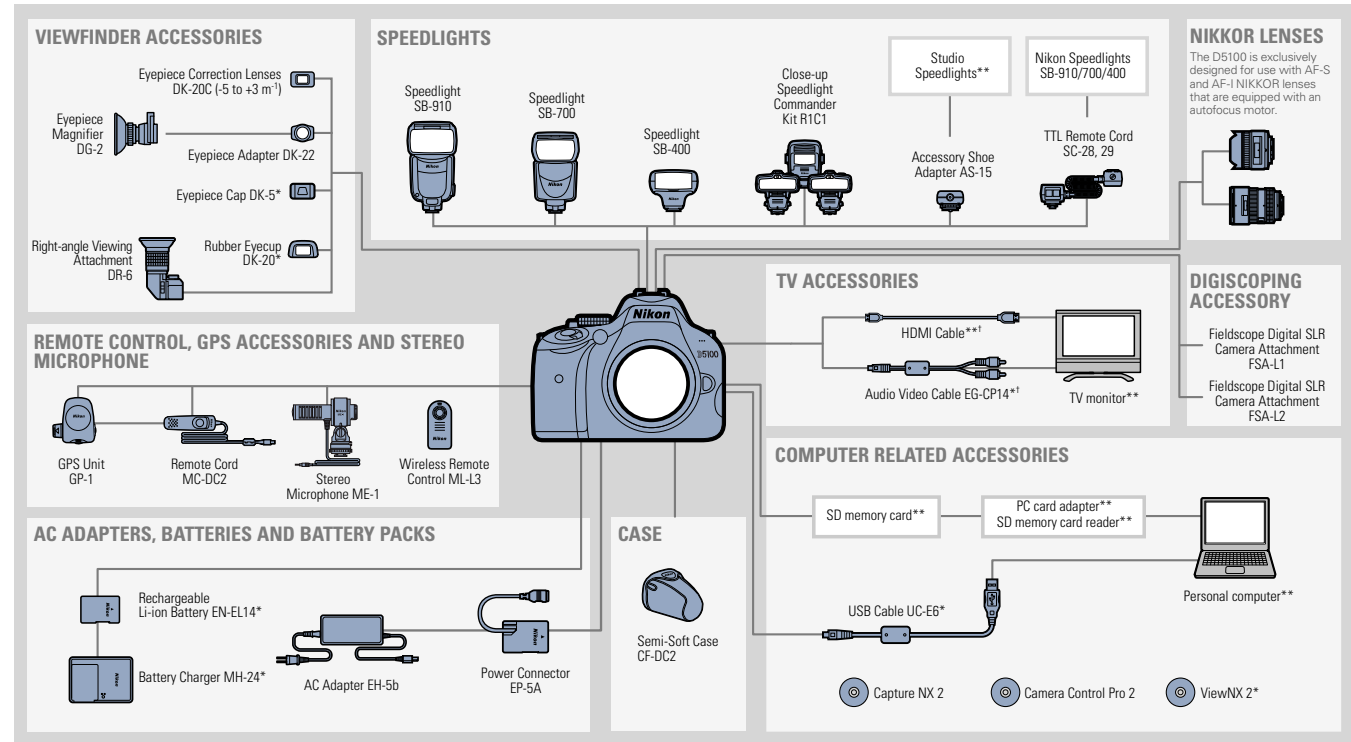 VIEWFINDER ACCESSORIES
Eyepiece Correction Lenses
DK-20C (-5 to +3 m-1)
Eyepiece
Magnifier
DG-2
Eyepiece Adapter DK-22
Eyepiece Cap DK-5*
Right-angle Viewing
Attachment
DR-6
Rubber Eyecup
DK-20*
SPEEDLIGHTS
Speedlight
SB-910
Speedlight
SB-700
Speedlight
SB-400
Close-up
Speedlight
Commander
Kit R1C1
Studio
Speedlights**
Accessory Shoe
Adapter AS-15
Nikon Speedlights
SB-910/700/400
TTL Remote Cord
SC-28, 29
NIKKOR LENSES
The D5100 is exclusively
designed for use with AF-S
and AF-I NIKKOR lenses
that are equipped with an
autofocus motor.
REMOTE CONTROL, GPS ACCESSORIES AND STEREO
MICROPHONE
GPS Unit
GP-1
Remote Cord
MC-DC2
Stereo
Microphone ME-1
Wireless Remote
Control ML-L3
Nikon
D5100
TV ACCESSORIES
HDMI Cable**†
Audio Video Cable EG-CP14*†
TV monitor**
DIGISCOPING
ACCESSORY
Fieldscope Digital SLR
Camera Attachment
FSA-L1
Fieldscope Digital SLR
Camera Attachment
FSA-L2
AC ADAPTERS, BATTERIES AND BATTERY PACKS
Rechargeable
Li-ion Battery EN-EL14*
Battery Charger MH-24*
AC Adapter EH-5b
Power Connector
EP-5A
CASE
Semi-Soft Case
CF-DC2
COMPUTER RELATED ACCESSORIES
SD memory card**
PC card adapter**
SD memory card reader**
Personal computer**
USB Cable UC-E6*
Capture NX 2
Camera Control Pro 2
ViewNX 2*